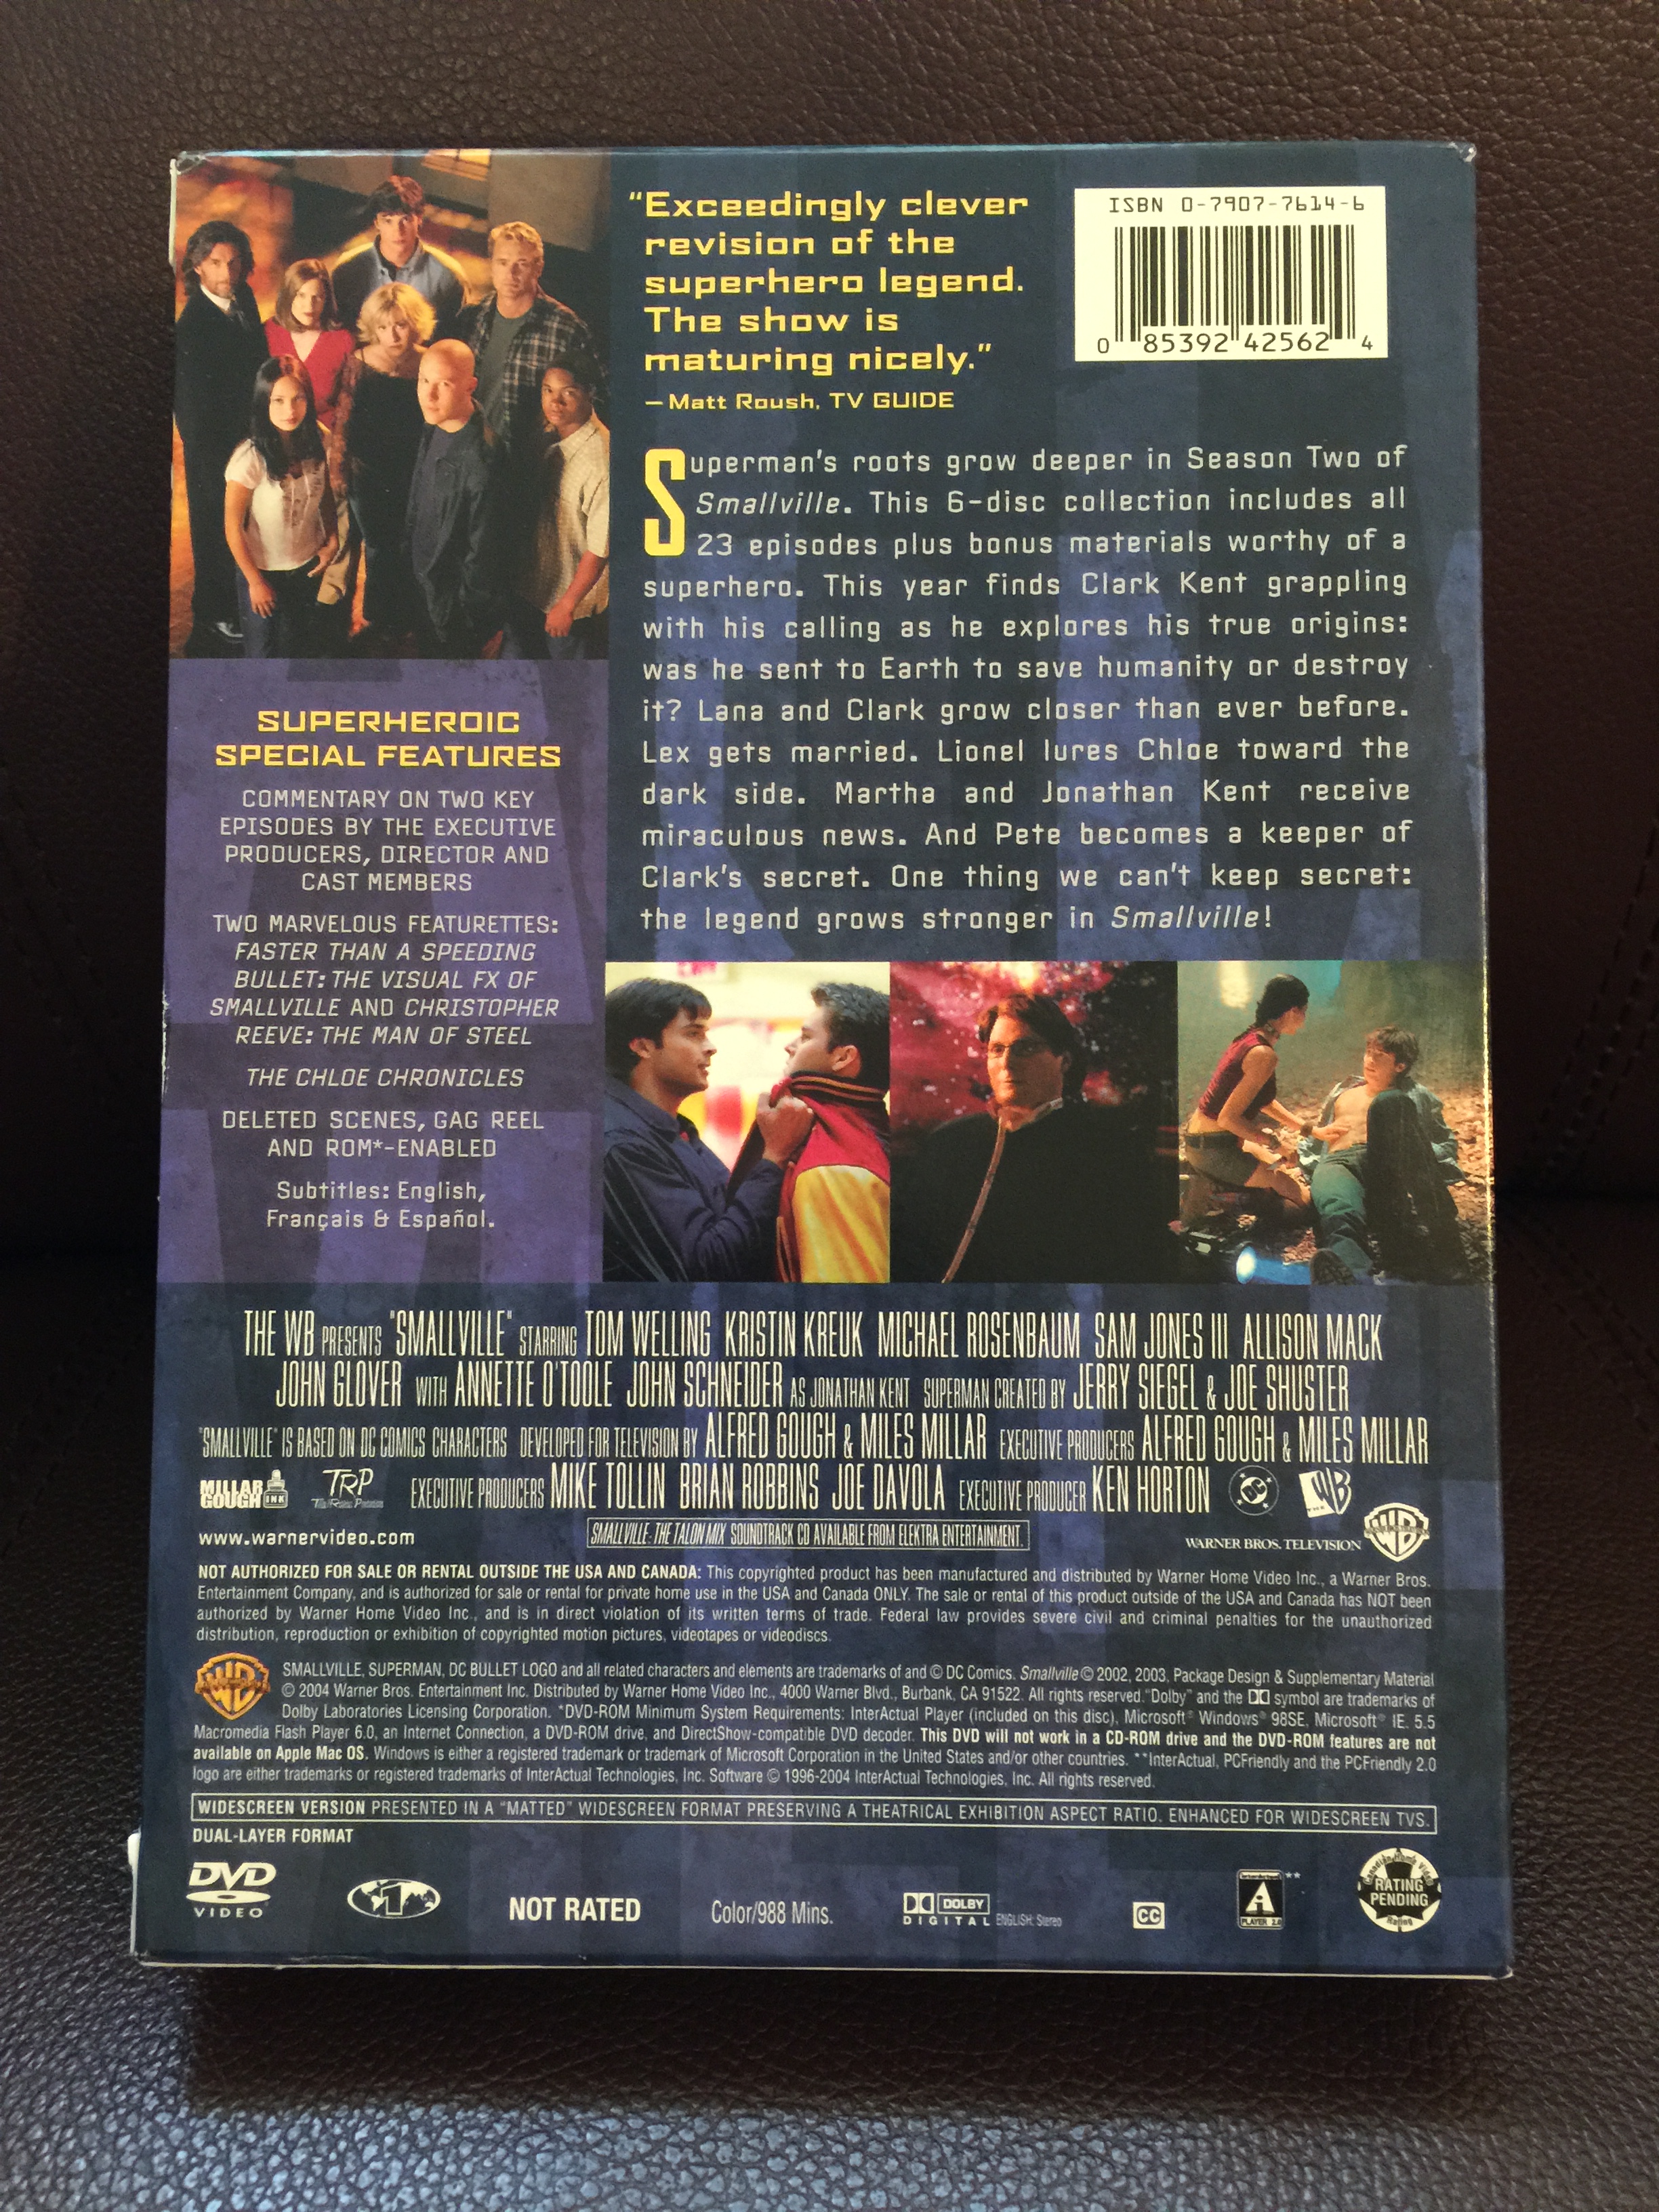 "Exceedingly clever
revision of the
superhero legend.
The show is
maturing nicely."
— Matt Roush, TV GUIDE
ISBN 0-7907-7614-6
0 85392 42562 4
Superman's roots grow deeper in Season Two of
Smallville. This 6-disc collection includes all
23 episodes plus bonus materials worthy of a
superhero. This year finds Clark Kent grappling
with his calling as he explores his true origins:
was he sent to Earth to save humanity or destroy
it? Lana and Clark grow closer than ever before.
Lex gets married. Lionel lures Chloe toward the
dark side. Martha and Jonathan Kent receive
miraculous news. And Pete becomes a keeper of
Clark's secret. One thing we can't keep secret:
the legend grows stronger in Smallville!
SUPERHEROIC
SPECIAL FEATURES
COMMENTARY ON TWO KEY
EPISODES BY THE EXECUTIVE
PRODUCERS, DIRECTOR AND
CAST MEMBERS
TWO MARVELOUS FEATURETTES:
FASTER THAN A SPEEDING
BULLET: THE VISUAL FX OF
SMALLVILLE AND CHRISTOPHER
REEVE: THE MAN OF STEEL
THE CHLOE CHRONICLES
DELETED SCENES, GAG REEL
AND ROM*-ENABLED
Subtitles: English,
Français & Español.
THE WB PRESENTS "SMALLVILLE" STARRING TOM WELLING KRISTIN KREUK MICHAEL ROSENBAUM SAM JONES III ALLISON MACK
JOHN GLOVER WITH ANNETTE O'TOOLE JOHN SCHNEIDER AS JONATHAN KENT SUPERMAN CREATED BY JERRY SIEGEL & JOE SHUSTER
"SMALLVILLE" IS BASED ON DC COMICS CHARACTERS DEVELOPED FOR TELEVISION BY ALFRED GOUGH & MILES MILLAR EXECUTIVE PRODUCERS ALFRED GOUGH & MILES MILLAR
MILLAR GOUGH INK TRP EXECUTIVE PRODUCERS MIKE TOLLIN BRIAN ROBBINS JOE DAVOLA EXECUTIVE PRODUCER KEN HORTON DC THE WB
www.warnervideo.com SMALLVILLE: THE TALON MIX SOUNDTRACK CD AVAILABLE FROM ELEKTRA ENTERTAINMENT. WARNER BROS. TELEVISION WB
NOT AUTHORIZED FOR SALE OR RENTAL OUTSIDE THE USA AND CANADA: This copyrighted product has been manufactured and distributed by Warner Home Video Inc., a Warner Bros.
Entertainment Company, and is authorized for sale or rental for private home use in the USA and Canada ONLY. The sale or rental of this product outside of the USA and Canada has NOT been
authorized by Warner Home Video Inc., and is in direct violation of its written terms of trade. Federal law provides severe civil and criminal penalties for the unauthorized
distribution, reproduction or exhibition of copyrighted motion pictures, videotapes or videodiscs.
SMALLVILLE, SUPERMAN, DC BULLET LOGO and all related characters and elements are trademarks of and © DC Comics. Smallville © 2002, 2003, Package Design & Supplementary Material
© 2004 Warner Bros. Entertainment Inc. Distributed by Warner Home Video Inc., 4000 Warner Blvd., Burbank, CA 91522. All rights reserved. "Dolby" and the DD symbol are trademarks of
Dolby Laboratories Licensing Corporation. *DVD-ROM Minimum System Requirements: InterActual Player (included on this disc), Microsoft® Windows® 98SE, Microsoft® IE. 5.5
Macromedia Flash Player 6.0, an Internet Connection, a DVD-ROM drive, and DirectShow-compatible DVD decoder. This DVD will not work in a CD-ROM drive and the DVD-ROM features are not
available on Apple Mac OS. Windows is either a registered trademark or trademark of Microsoft Corporation in the United States and/or other countries. **InterActual, PCFriendly and the PCFriendly 2.0
logo are either trademarks or registered trademarks of InterActual Technologies, Inc. Software © 1996-2004 InterActual Technologies, Inc. All rights reserved.
WIDESCREEN VERSION PRESENTED IN A "MATTED" WIDESCREEN FORMAT PRESERVING A THEATRICAL EXHIBITION ASPECT RATIO. ENHANCED FOR WIDESCREEN TVS.
DUAL-LAYER FORMAT
DVD VIDEO 1 NOT RATED Color/988 Mins. DOLBY DIGITAL ENGLISH: Stereo CC InterActual A PLAYER 2.0 ** Canadian Home Video RATING PENDING Rating